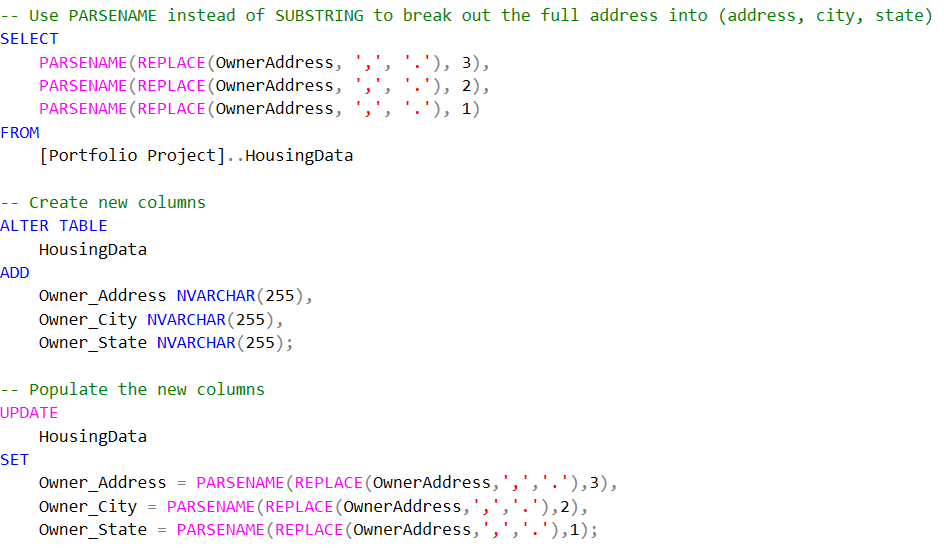 -- Use PARSENAME instead of SUBSTRING to break out the full address into (address, city, state)
SELECT
    PARSENAME(REPLACE(OwnerAddress, ',', '.'), 3),
    PARSENAME(REPLACE(OwnerAddress, ',', '.'), 2),
    PARSENAME(REPLACE(OwnerAddress, ',', '.'), 1)
FROM
    [Portfolio Project]..HousingData

-- Create new columns
ALTER TABLE
    HousingData
ADD
    Owner_Address NVARCHAR(255),
    Owner_City NVARCHAR(255),
    Owner_State NVARCHAR(255);

-- Populate the new columns
UPDATE
    HousingData
SET
    Owner_Address = PARSENAME(REPLACE(OwnerAddress,',','.'),3),
    Owner_City = PARSENAME(REPLACE(OwnerAddress,',','.'),2),
    Owner_State = PARSENAME(REPLACE(OwnerAddress,',','.'),1);